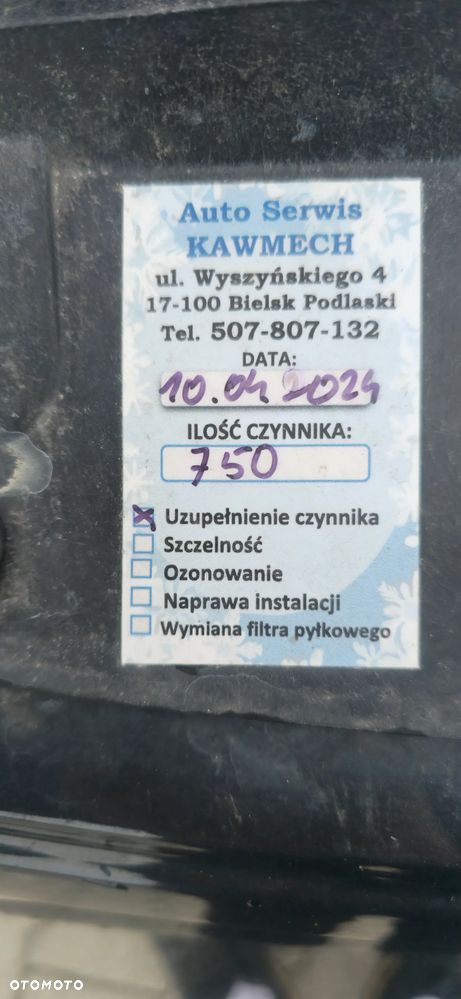 Auto Serwis
KAWMECH
ul. Wyszyńskiego 4
17-100 Bielsk Podlaski
Tel. 507-807-132
DATA:
10.04 2024
ILOŚĆ CZYNNIKA:
750
X Uzupełnienie czynnika
Szczelność
Ozonowanie
Naprawa instalacji
Wymiana filtra pyłkowego
OTOMOTO